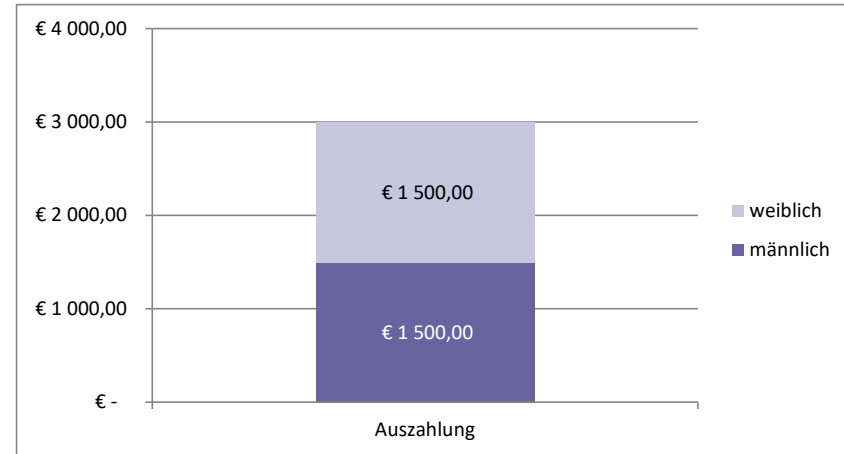 € 4 000,00
€ 3 000,00
€ 2 000,00
€ 1 000,00
€ -
€ 1 500,00
€ 1 500,00
Auszahlung
weiblich
männlich